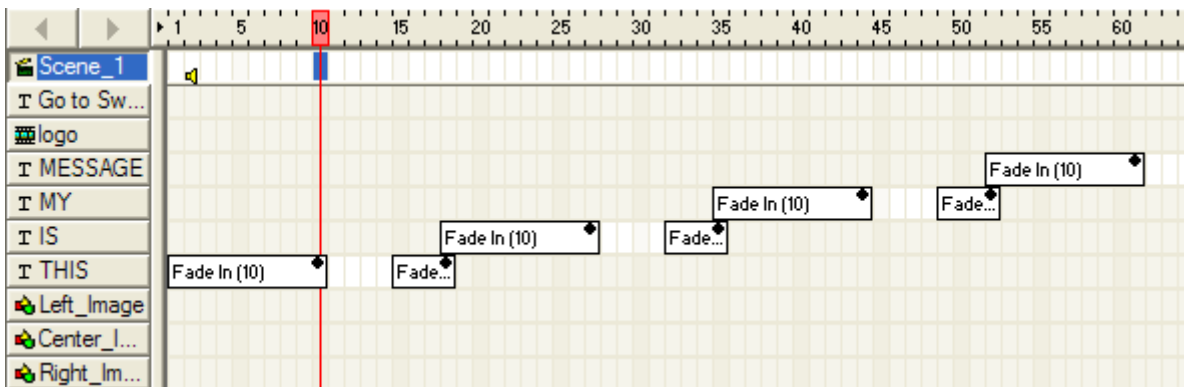 1 5 10 15 20 25 30 35 40 45 50 55 60
Scene_1
T Go to Sw...
logo
T MESSAGE Fade In (10)
T MY Fade In (10) Fade...
T IS Fade In (10) Fade...
T THIS Fade In (10) Fade...
Left_Image
Center_I...
Right_Im...